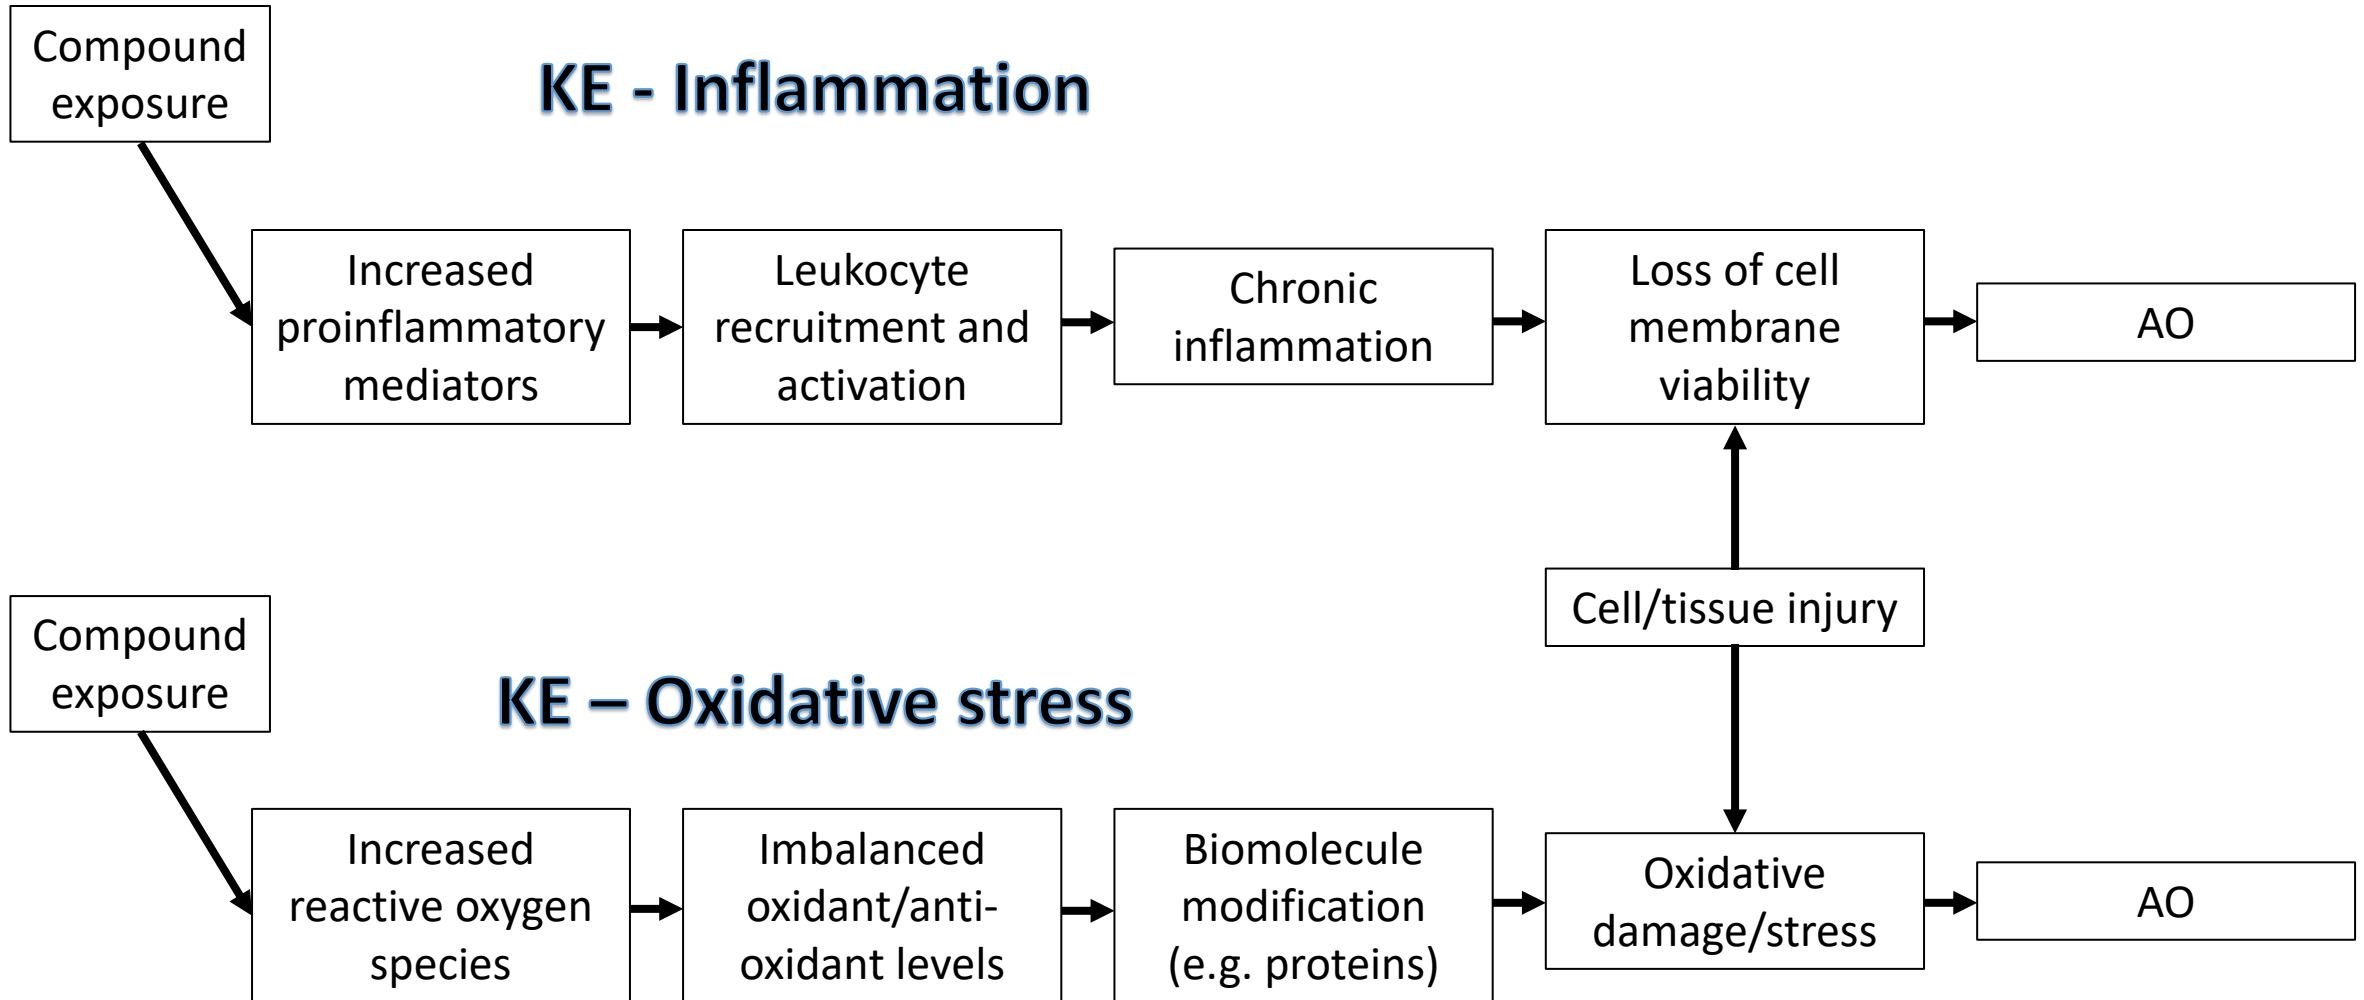 Compound
exposure
KE - Inflammation
Increased
proinflammatory
mediators
Leukocyte
recruitment and
activation
Chronic
inflammation
Loss of cell
membrane
viability
AO
Cell/tissue injury
Compound
exposure
KE – Oxidative stress
Increased
reactive oxygen
species
Imbalanced
oxidant/anti-
oxidant levels
Biomolecule
modification
(e.g. proteins)
Oxidative
damage/stress
AO